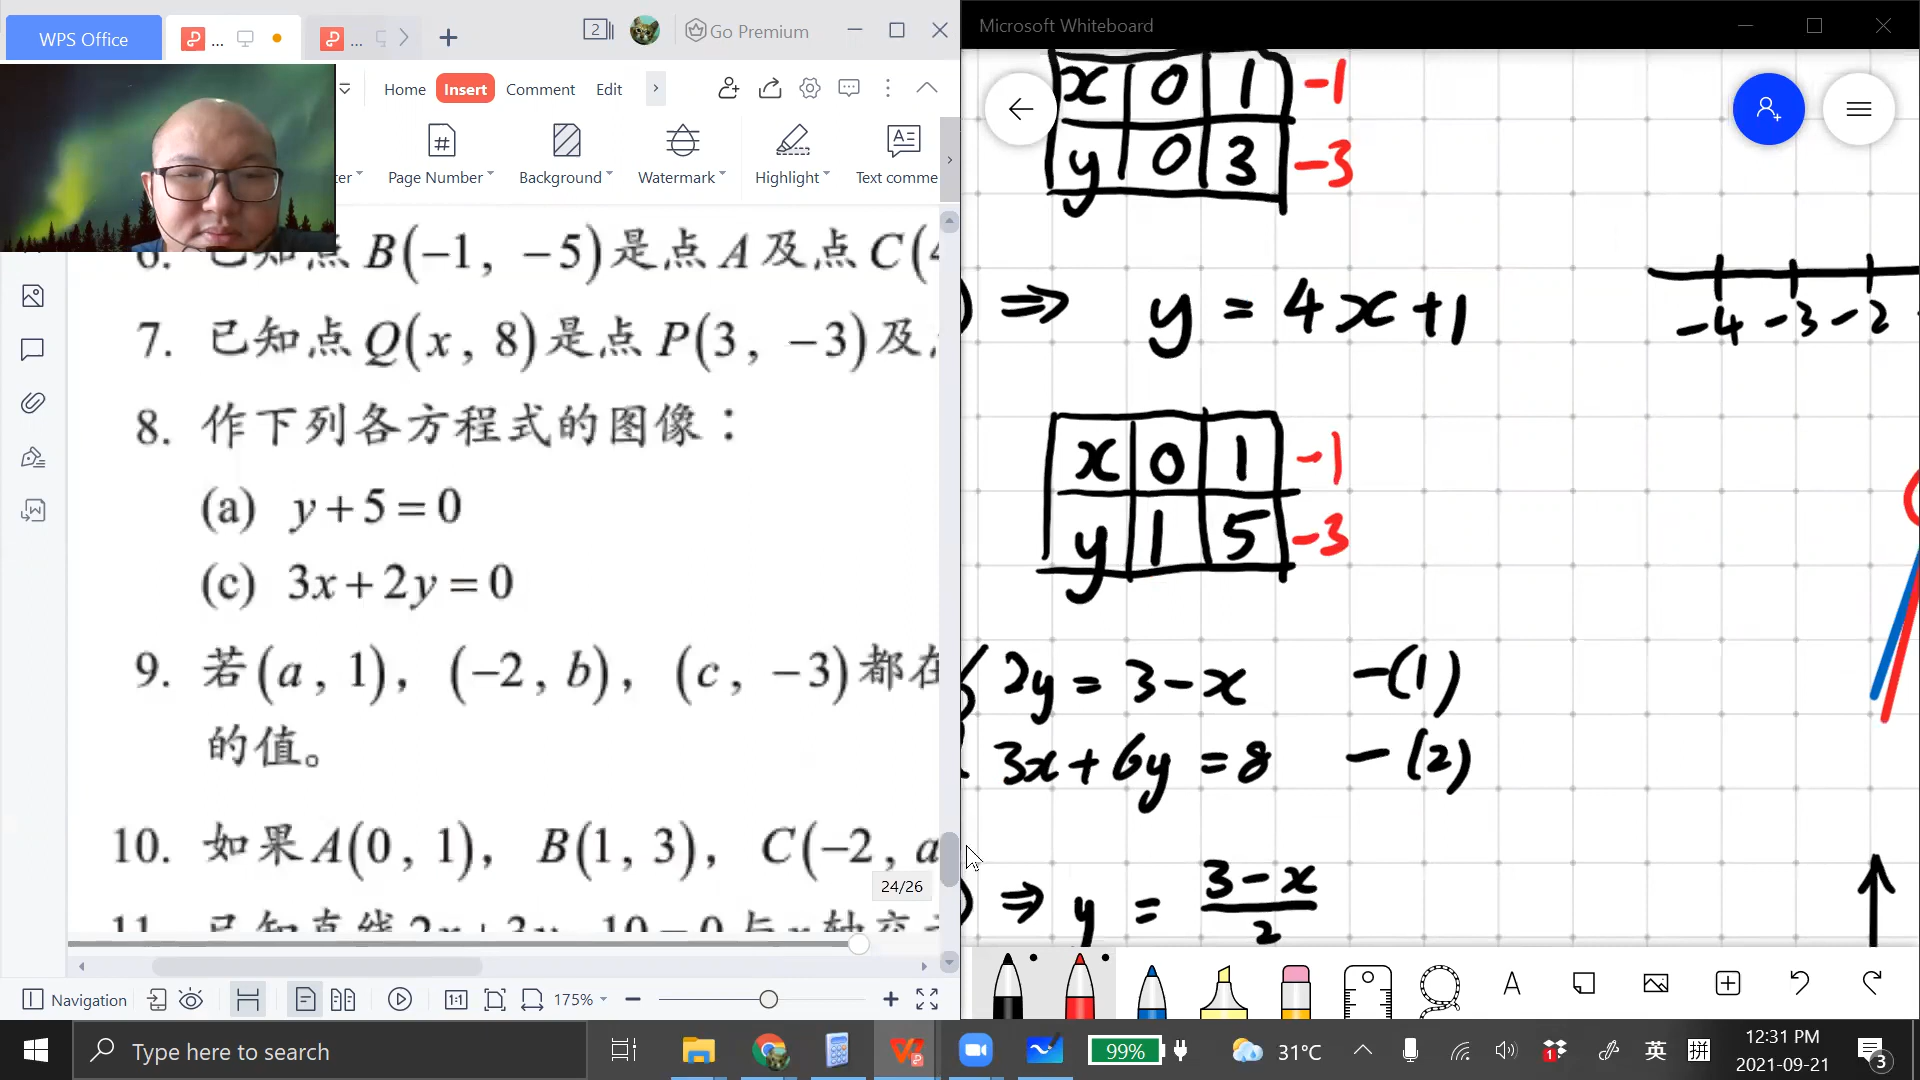 WPS Office
...
...
2
Go Premium
Home
Insert
Comment
Edit
Page Number
Background
Watermark
Highlight
Text comme
B(−1, −5)是点A及点C(
7. 已知点Q(x, 8)是点P(3, −3)及
8. 作下列各方程式的图像：
(a) y+5=0
(c) 3x+2y=0
9. 若(a, 1), (−2, b), (c, −3)都在
的值。
10. 如果A(0, 1), B(1, 3), C(−2, a
24/26
Navigation
1:1
175%
Microsoft Whiteboard
x 0 1 −1
y 0 3 −3
⇒ y = 4x+1
−4 −3 −2
x 0 1 −1
y 1 5 −3
2y = 3−x −(1)
3x+6y=8 −(2)
⇒ y = (3−x)/2
Type here to search
99%
31°C
1
英
拼
12:31 PM
2021-09-21
3